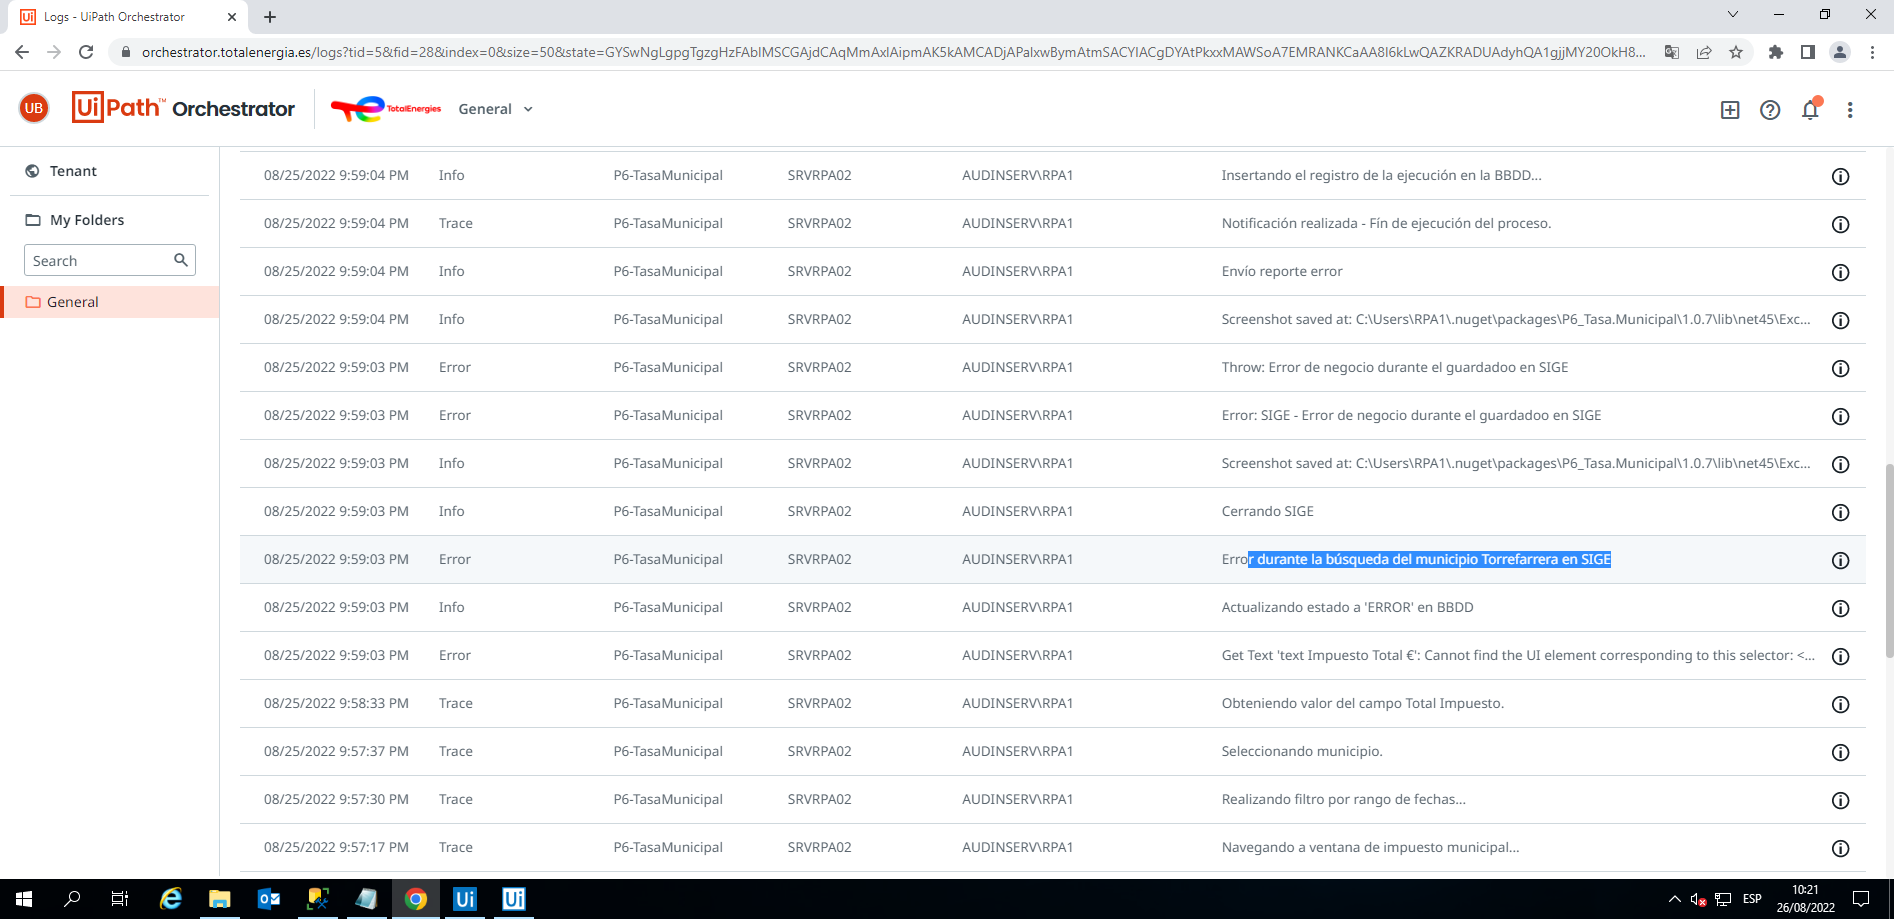 Logs - UiPath Orchestrator
orchestrator.totalenergia.es/logs?tid=5&fid=28&index=0&size=50&state=
UB
UiPath™ Orchestrator
TotalEnergies
General
Tenant
My Folders
Search
General
08/25/2022 9:59:04 PM Info P6-TasaMunicipal SRVRPA02 AUDINSERV\RPA1 Insertando el registro de la ejecución en la BBDD...
08/25/2022 9:59:04 PM Trace P6-TasaMunicipal SRVRPA02 AUDINSERV\RPA1 Notificación realizada - Fín de ejecución del proceso.
08/25/2022 9:59:04 PM Info P6-TasaMunicipal SRVRPA02 AUDINSERV\RPA1 Envío reporte error
08/25/2022 9:59:04 PM Info P6-TasaMunicipal SRVRPA02 AUDINSERV\RPA1 Screenshot saved at: C:\Users\RPA1\.nuget\packages\P6_Tasa.Municipal\1.0.7\lib\net45\Exc...
08/25/2022 9:59:04 PM Error P6-TasaMunicipal SRVRPA02 AUDINSERV\RPA1 Throw: Error de negocio durante el guardadoo en SIGE
08/25/2022 9:59:03 PM Error P6-TasaMunicipal SRVRPA02 AUDINSERV\RPA1 Error: SIGE - Error de negocio durante el guardadoo en SIGE
08/25/2022 9:59:03 PM Info P6-TasaMunicipal SRVRPA02 AUDINSERV\RPA1 Screenshot saved at: C:\Users\RPA1\.nuget\packages\P6_Tasa.Municipal\1.0.7\lib\net45\Exc...
08/25/2022 9:59:03 PM Info P6-TasaMunicipal SRVRPA02 AUDINSERV\RPA1 Cerrando SIGE
08/25/2022 9:59:03 PM Error P6-TasaMunicipal SRVRPA02 AUDINSERV\RPA1 Error durante la búsqueda del municipio Torrefarrera en SIGE
08/25/2022 9:59:03 PM Info P6-TasaMunicipal SRVRPA02 AUDINSERV\RPA1 Actualizando estado a 'ERROR' en BBDD
08/25/2022 9:59:03 PM Error P6-TasaMunicipal SRVRPA02 AUDINSERV\RPA1 Get Text 'text Impuesto Total €': Cannot find the UI element corresponding to this selector: <...
08/25/2022 9:58:33 PM Trace P6-TasaMunicipal SRVRPA02 AUDINSERV\RPA1 Obteniendo valor del campo Total Impuesto.
08/25/2022 9:57:37 PM Trace P6-TasaMunicipal SRVRPA02 AUDINSERV\RPA1 Seleccionando municipio.
08/25/2022 9:57:30 PM Trace P6-TasaMunicipal SRVRPA02 AUDINSERV\RPA1 Realizando filtro por rango de fechas...
08/25/2022 9:57:17 PM Trace P6-TasaMunicipal SRVRPA02 AUDINSERV\RPA1 Navegando a ventana de impuesto municipal...
Ui Ui
ESP
10:21
26/08/2022